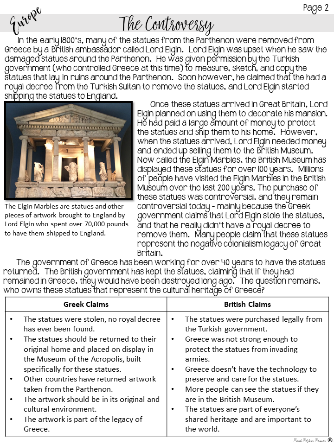 Page 2
Europe
The Controversy
In the early 1800's, many of the statues from the Parthenon were removed from
Greece by a British ambassador called Lord Elgin. Lord Elgin was upset when he saw the
damaged statues around the Parthenon. He was given permission by the Turkish
government (who controlled Greece at this time) to measure, sketch, and copy the
statues that lay in ruins around the Parthenon. Soon however, he claimed that he had a
royal decree from the Turkish Sultan to remove the statues, and Lord Elgin started
shipping the statues to England.
Once these statues arrived in Great Britain, Lord
Elgin planned on using them to decorate his mansion.
He had paid a large amount of money to protect
the statues and ship them to his home. However,
when the statues arrived, Lord Elgin needed money
and ended up selling them to the British Museum.
Now called the Elgin Marbles, the British Museum has
displayed these statues for over 100 years. Millions
of people have visited the Elgin Marbles in the British
Museum over the last 200 years. The purchase of
these statues was controversial, and they remain
controversial today - mainly because the Greek
government claims that Lord Elgin stole the statues,
and that he really didn't have a royal decree to
remove them. Many people claim that these statues
represent the negative colonialism legacy of Great
Britain.
The Elgin Marbles are statues and other
pieces of artwork brought to England by
Lord Elgin who spent over 70,000 pounds
to have them shipped to England.
The government of Greece has been working for over 40 years to have the statues
returned. The British government has kept the statues, claiming that if they had
remained in Greece, they would have been destroyed long ago. The question remains,
who owns these statues that represent the cultural heritage of Greece?
Greek Claims
• The statues were stolen, no royal decree
has ever been found.
• The statues should be returned to their
original home and placed on display in
the Museum of the Acropolis, built
specifically for these statues.
• Other countries have returned artwork
taken from the Parthenon.
• The artwork should be in its original and
cultural environment.
• The artwork is part of the legacy of
Greece.
British Claims
• The statues were purchased legally from
the Turkish government.
• Greece was not strong enough to
protect the statues from invading
armies.
• Greece doesn't have the technology to
preserve and care for the statues.
• More people can see the statues if they
are in the British Museum.
• The statues are part of everyone's
shared heritage and are important to
the world.